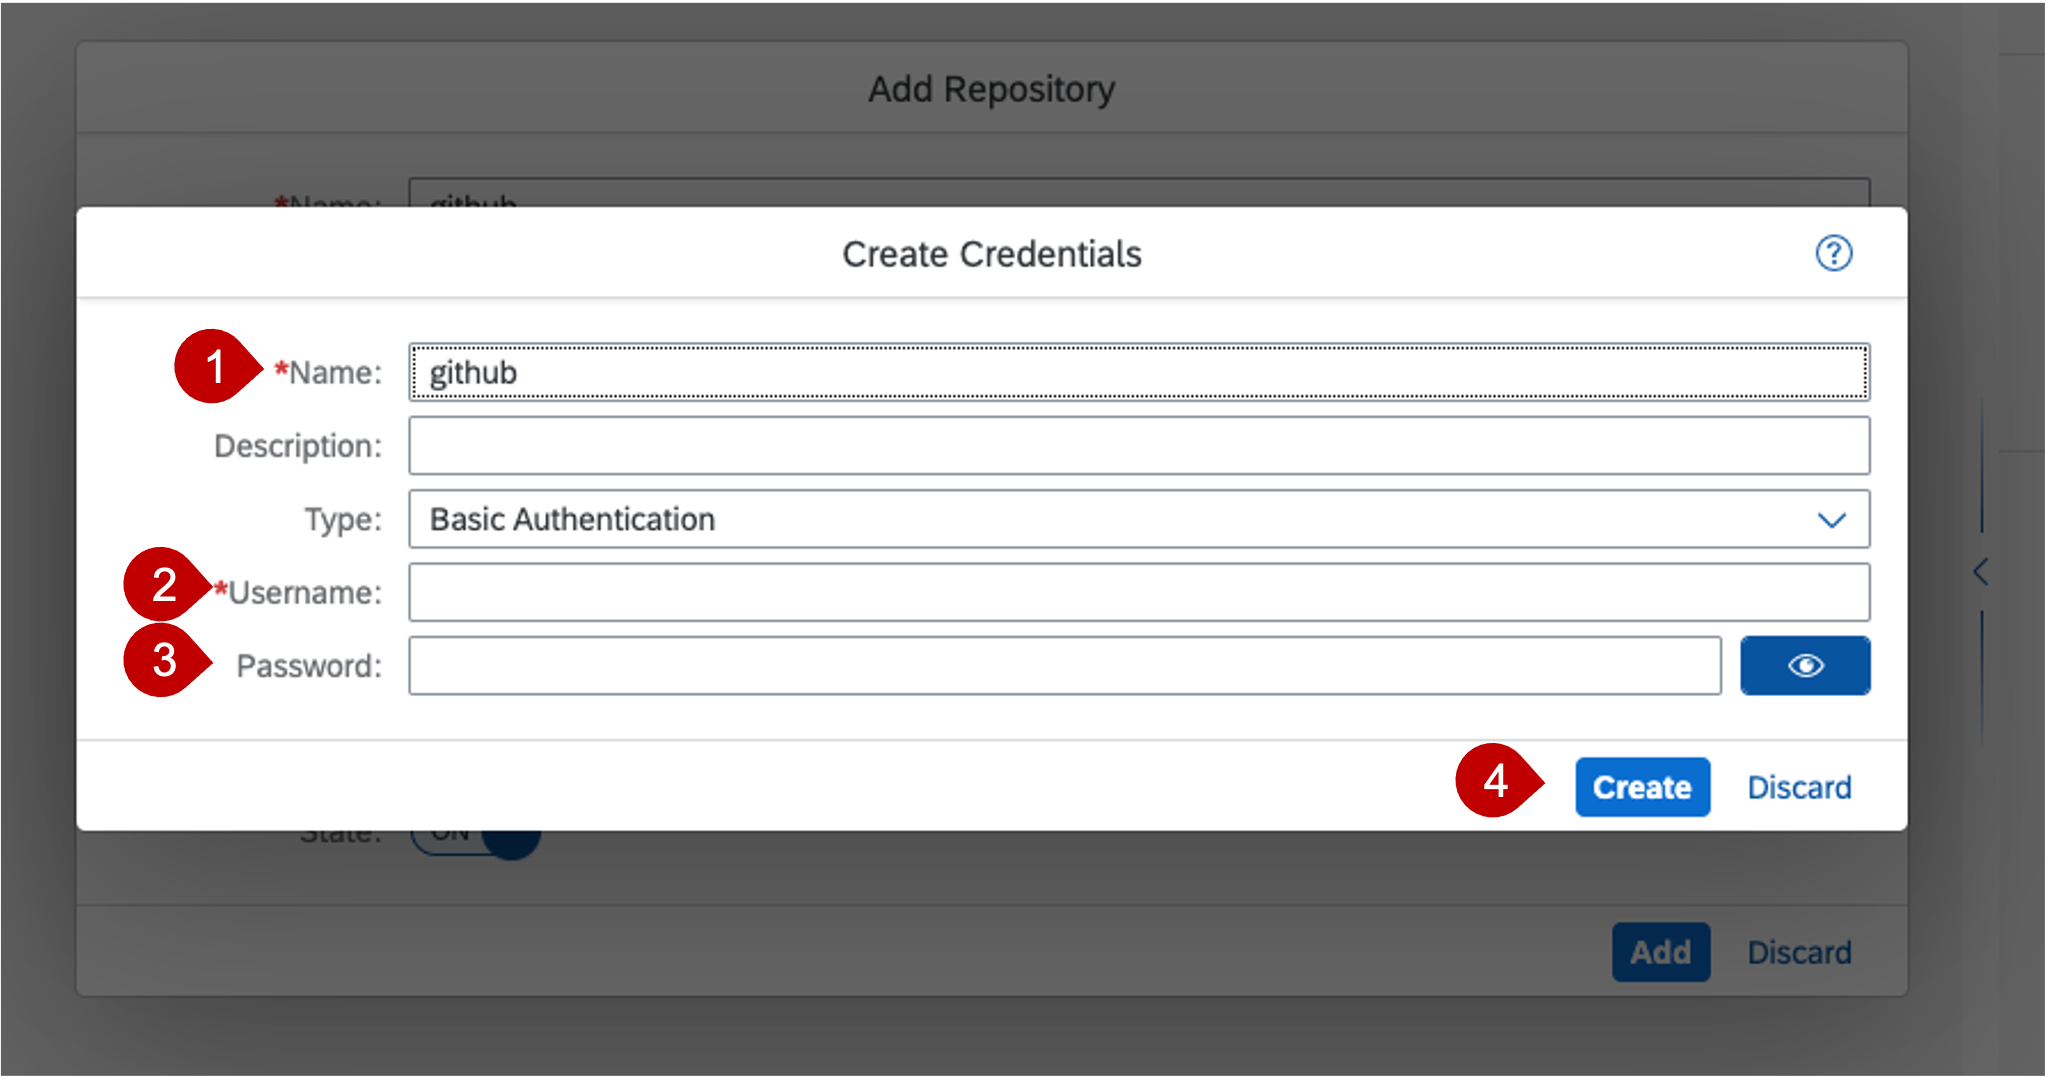 Add Repository
*Name: github
Create Credentials
?
1 *Name: github
Description:
Type: Basic Authentication
2 *Username:
3 Password:
4 Create Discard
State: ON
Add Discard